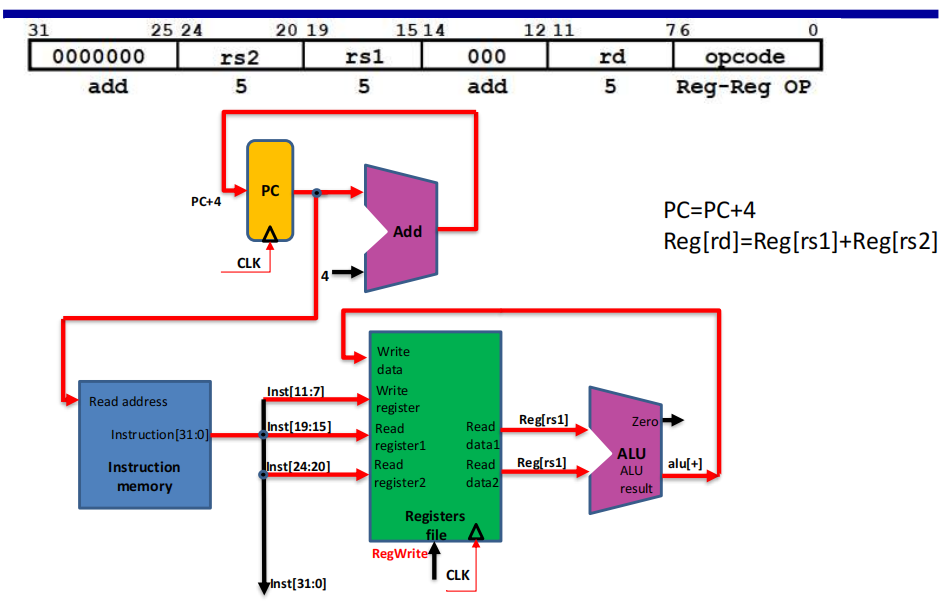 31 25 24 20 19 15 14 12 11 7 6 0
0000000 rs2 rs1 000 rd opcode
add 5 5 add 5 Reg-Reg OP
PC+4
PC
CLK
Add
4
PC=PC+4
Reg[rd]=Reg[rs1]+Reg[rs2]
Read address
Instruction[31:0]
Instruction
memory
Inst[11:7]
Inst[19:15]
Inst[24:20]
Inst[31:0]
Write
data
Write
register
Read
register1
Read
register2
Read
data1
Read
data2
Registers
file
RegWrite
CLK
Reg[rs1]
Reg[rs1]
Zero
ALU
ALU
result
alu[+]